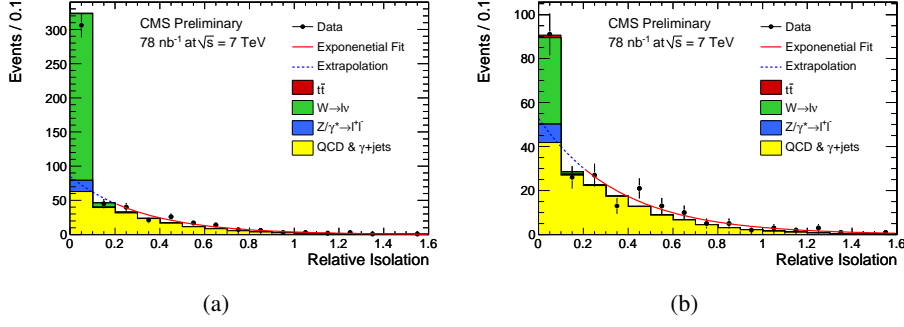 Events / 0.1
CMS Preliminary
78 nb⁻¹ at √s = 7 TeV
Data
Exponenetial Fit
Extrapolation
tt̄
W→lν
Z/γ*→l⁺l⁻
QCD & γ+jets
300
250
200
150
100
50
0
0 0.2 0.4 0.6 0.8 1 1.2 1.4 1.6
Relative Isolation
(a)
Events / 0.1
CMS Preliminary
78 nb⁻¹ at √s = 7 TeV
Data
Exponenetial Fit
Extrapolation
tt̄
W→lν
Z/γ*→l⁺l⁻
QCD & γ+jets
100
80
60
40
20
0
0 0.2 0.4 0.6 0.8 1 1.2 1.4 1.6
Relative Isolation
(b)